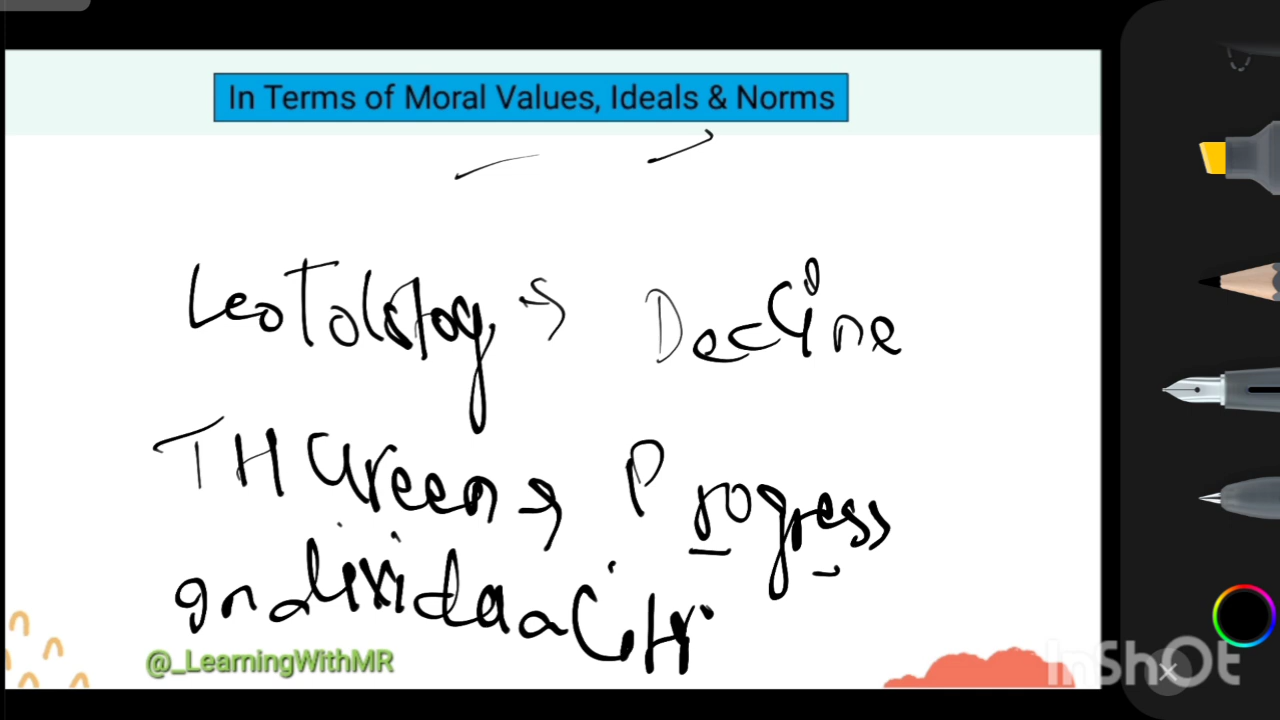 In Terms of Moral Values, Ideals & Norms
LeoTolstoy → Decline
TH Green → Progress
@_LearningWithMR
InShOt